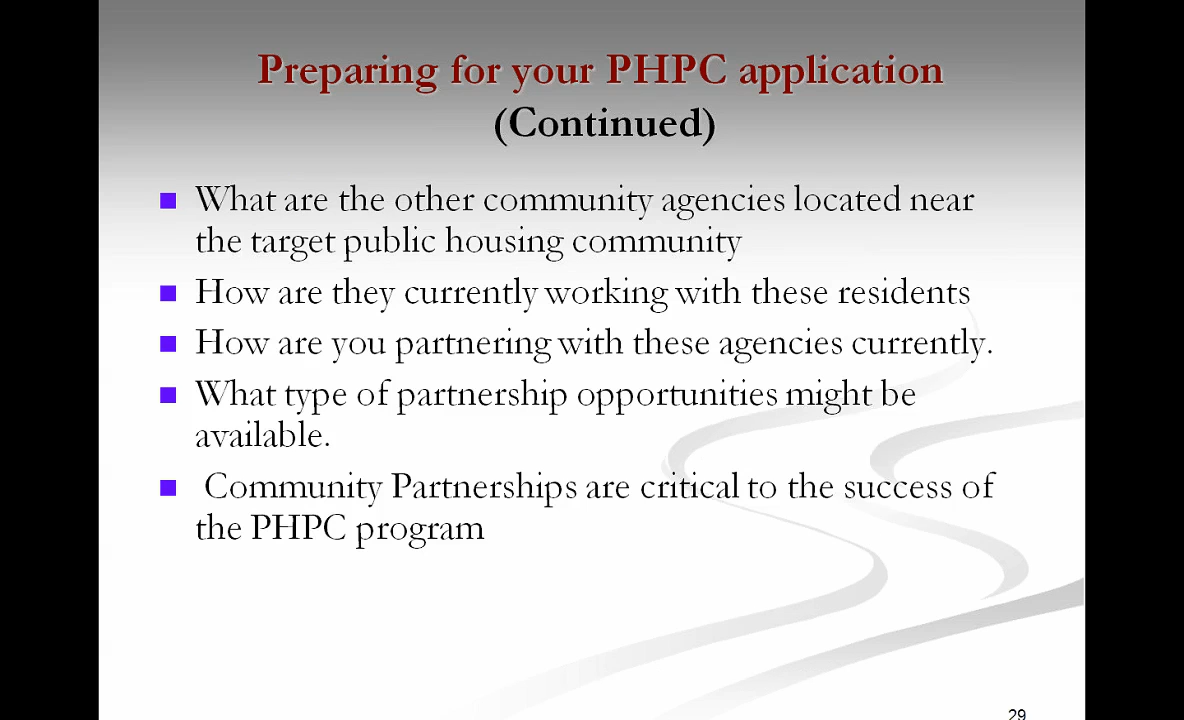 Preparing for your PHPC application
(Continued)
What are the other community agencies located near
the target public housing community
How are they currently working with these residents
How are you partnering with these agencies currently.
What type of partnership opportunities might be
available.
Community Partnerships are critical to the success of
the PHPC program
29